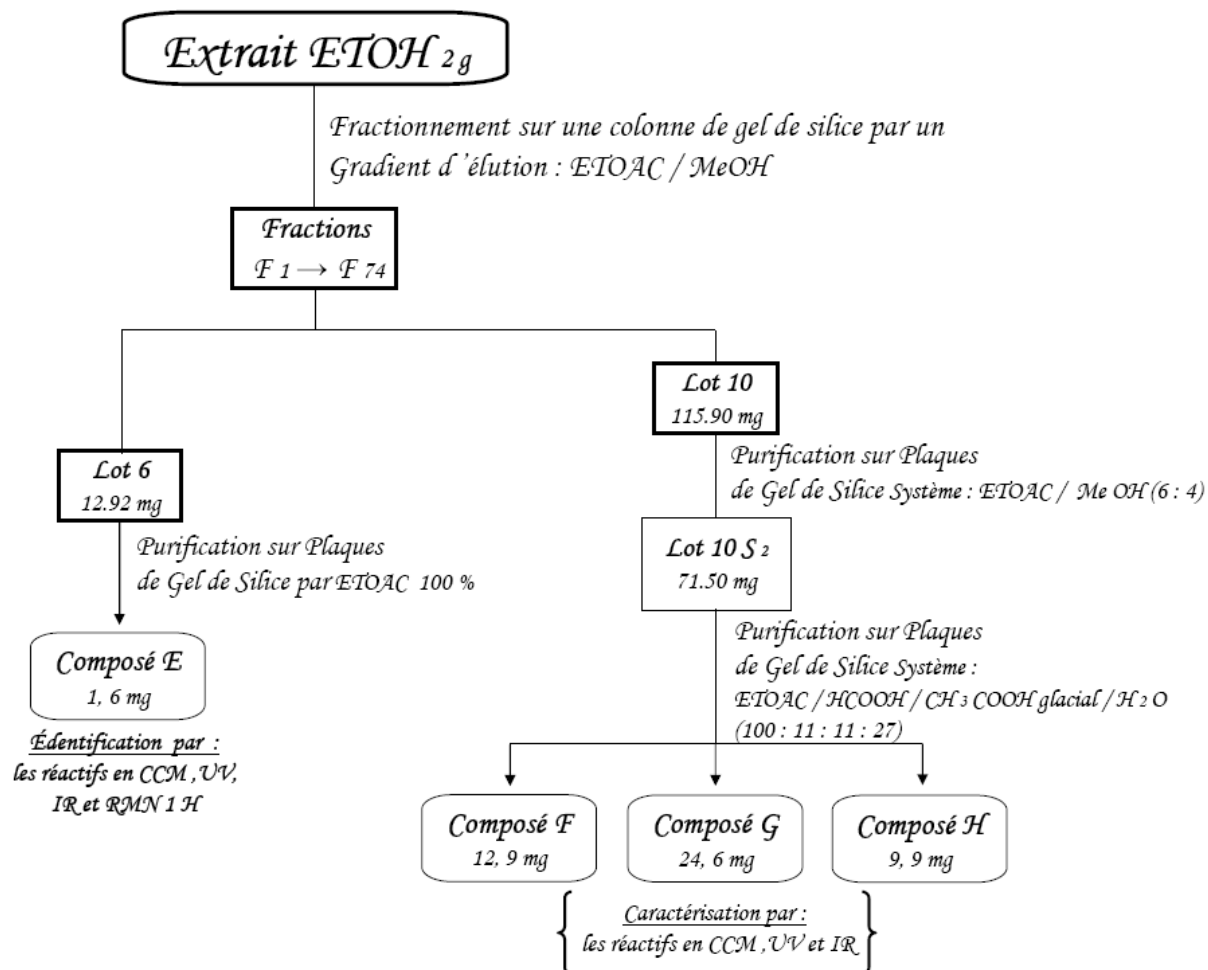 Extrait ETOH 2 g
Fractionnement sur une colonne de gel de silice par un
Gradient d 'élution : ETOAC / MeOH
Fractions
F 1 → F 74
Lot 10
115.90 mg
Purification sur Plaques
de Gel de Silice Système : ETOAC / Me OH (6 : 4)
Lot 6
12.92 mg
Purification sur Plaques
de Gel de Silice par ETOAC 100 %
Lot 10 S 2
71.50 mg
Purification sur Plaques
de Gel de Silice Système :
ETOAC / HCOOH / CH 3 COOH glacial / H 2 O
(100 : 11 : 11 : 27)
Composé E
1, 6 mg
Édentification par :
les réactifs en CCM ,UV,
IR et RMN 1 H
Composé F
12, 9 mg
Composé G
24, 6 mg
Composé H
9, 9 mg
Caractérisation par :
les réactifs en CCM ,UV et IR